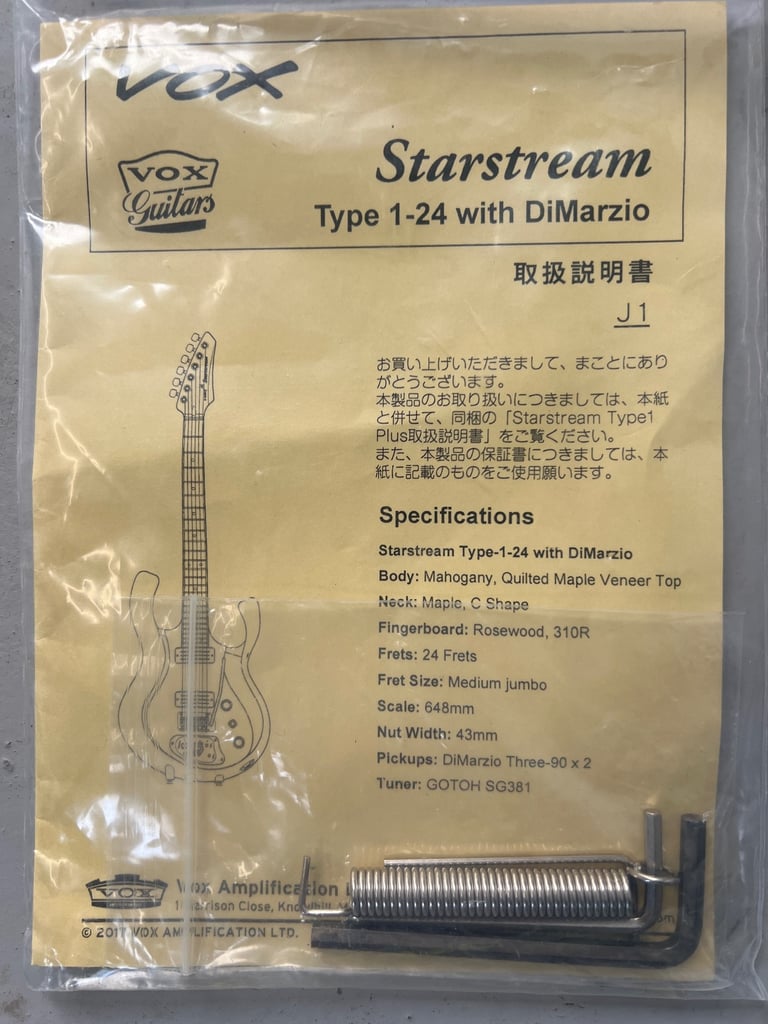 VOX
VOX
Guitars
Starstream
Type 1-24 with DiMarzio
取扱説明書
J1
お買い上げいただきまして、まことにあり
がとうございます。
本製品のお取り扱いにつきましては、本紙
と併せて、同梱の「Starstream Type1
Plus取扱説明書」をご覧ください。
また、本製品の保証書につきましては、本
紙に記載のものをご使用願います。
Specifications
Starstream Type-1-24 with DiMarzio
Body: Mahogany, Quilted Maple Veneer Top
Neck: Maple, C Shape
Fingerboard: Rosewood, 310R
Frets: 24 Frets
Fret Size: Medium jumbo
Scale: 648mm
Nut Width: 43mm
Pickups: DiMarzio Three-90 x 2
Tuner: GOTOH SG381
VOX
Vox Amplification
Close,
© 2017 VOX AMPLIFICATION LTD.